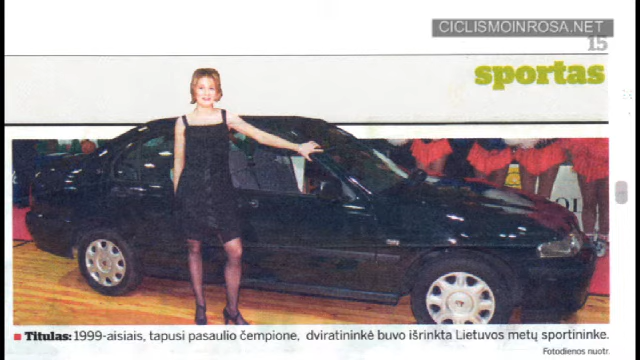 CICLISMOINROSA.NET
15
sportas
Titulas: 1999-aisiais, tapusi pasaulio čempione, dviratininkė buvo išrinkta Lietuvos metų sportininke.
Fotodienos nuotr.